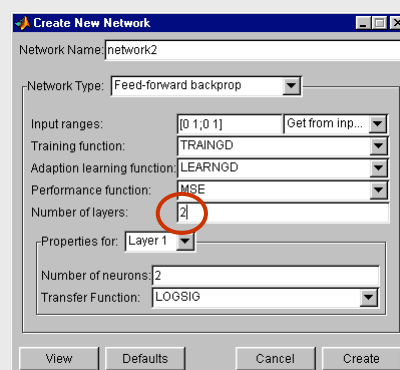 Create New Network
Network Name: network2
Network Type: Feed-forward backprop
Input ranges: [0 1;0 1] Get from inp...
Training function: TRAINGD
Adaption learning function: LEARNGD
Performance function: MSE
Number of layers: 2
Properties for: Layer 1
Number of neurons: 2
Transfer Function: LOGSIG
View Defaults Cancel Create